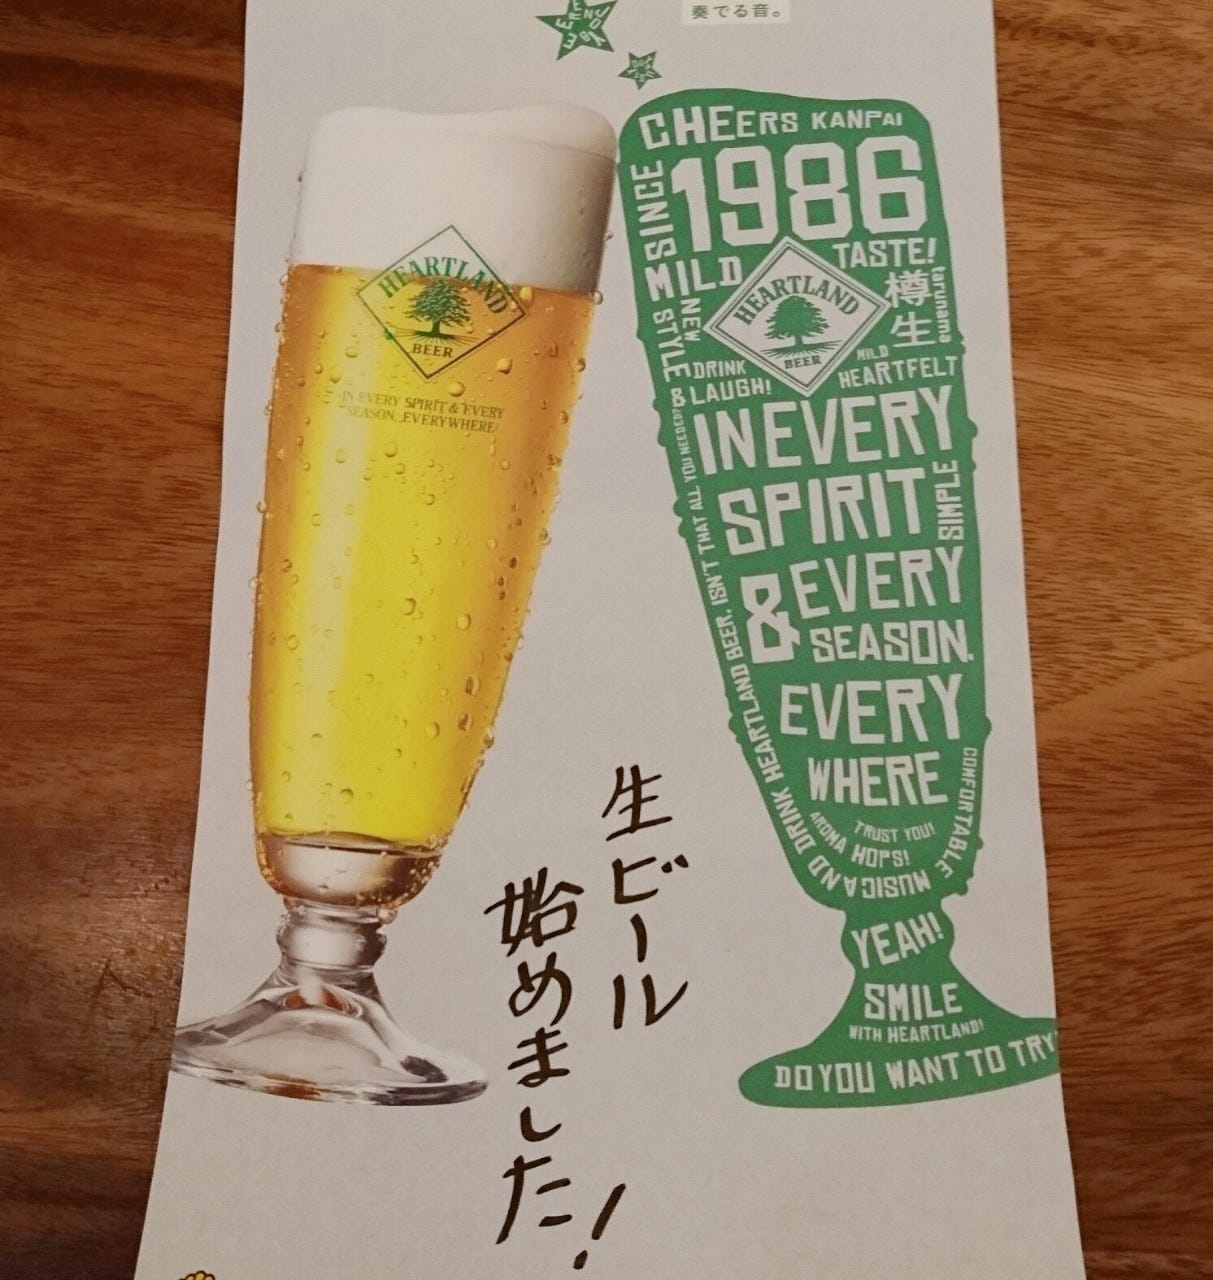 奏でる音。
CHEERS KANPAI
SINCE
1986
MILD
TASTE!
HEARTLAND
BEER
樽生
tarunama
NEW
STYLE
DRINK
& LAUGH!
MILD
HEARTFELT
IN EVERY
SPIRIT
SIMPLE
& EVERY
SEASON.
EVERY
WHERE
COMFORTABLE
TRUST YOU!
AROMA HOPS!
MUSIC AND DRINK HEARTLAND BEER. ISN'T THAT ALL YOU NEEDED?
YEAH!
SMILE
WITH HEARTLAND!
DO YOU WANT TO TRY
HEARTLAND
BEER
IN EVERY SPIRIT & EVERY
SEASON, EVERYWHERE
生ビール
始めました!